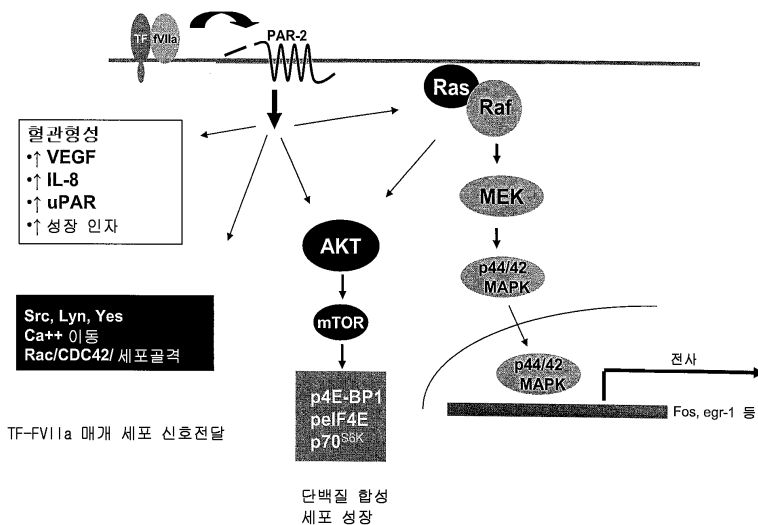 TF
fVIIa
PAR-2
Ras
Raf
혈관형성
•↑ VEGF
•↑ IL-8
•↑ uPAR
•↑ 성장 인자
MEK
AKT
p44/42
MAPK
Src, Lyn, Yes
Ca++ 이동
Rac/CDC42/ 세포골격
mTOR
p44/42
MAPK
전사
p4E-BP1
peIF4E
p70S6K
Fos, egr-1 등
TF-FVIIa 매개 세포 신호전달
단백질 합성
세포 성장